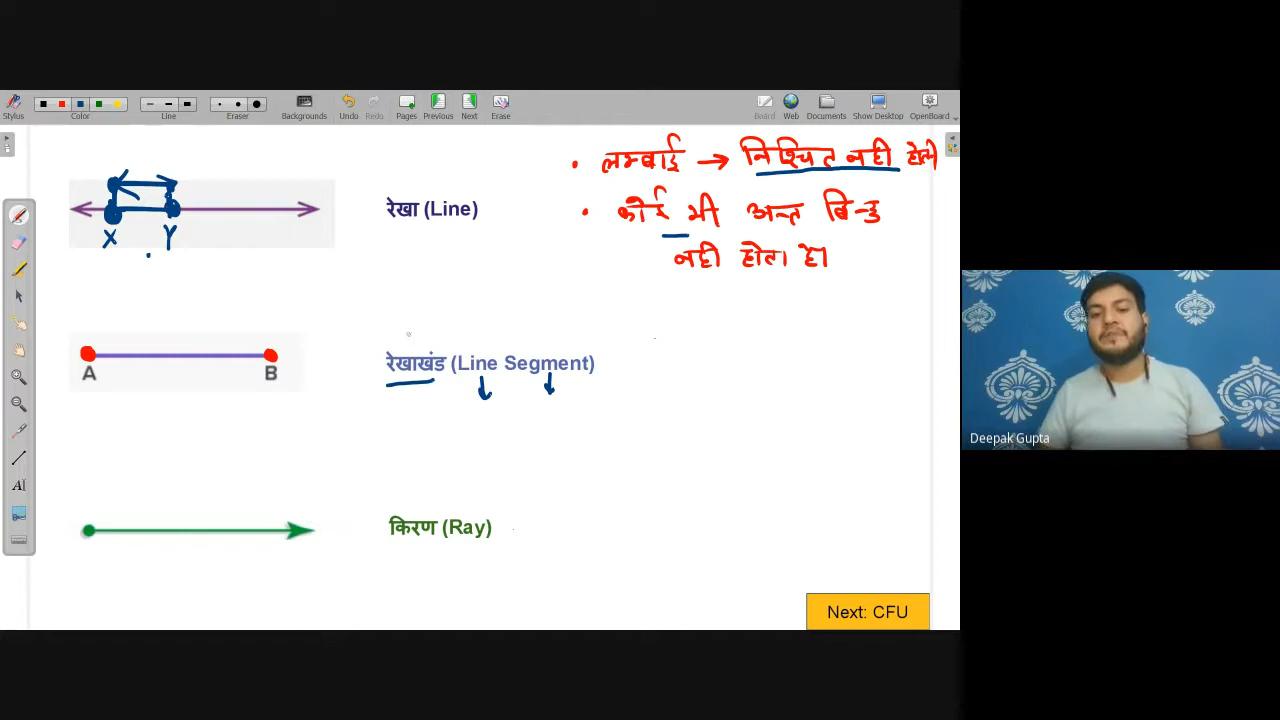 Stylus Color Line Eraser Backgrounds Undo Redo Pages Previous Next Erase Board Web Documents Show Desktop OpenBoard
• लम्बाई → निश्चित नही होती
रेखा (Line)
• कोई भी अन्त बिन्दु
X Y
नही होता है।
रेखाखंड (Line Segment)
A B
Deepak Gupta
किरण (Ray)
Next: CFU